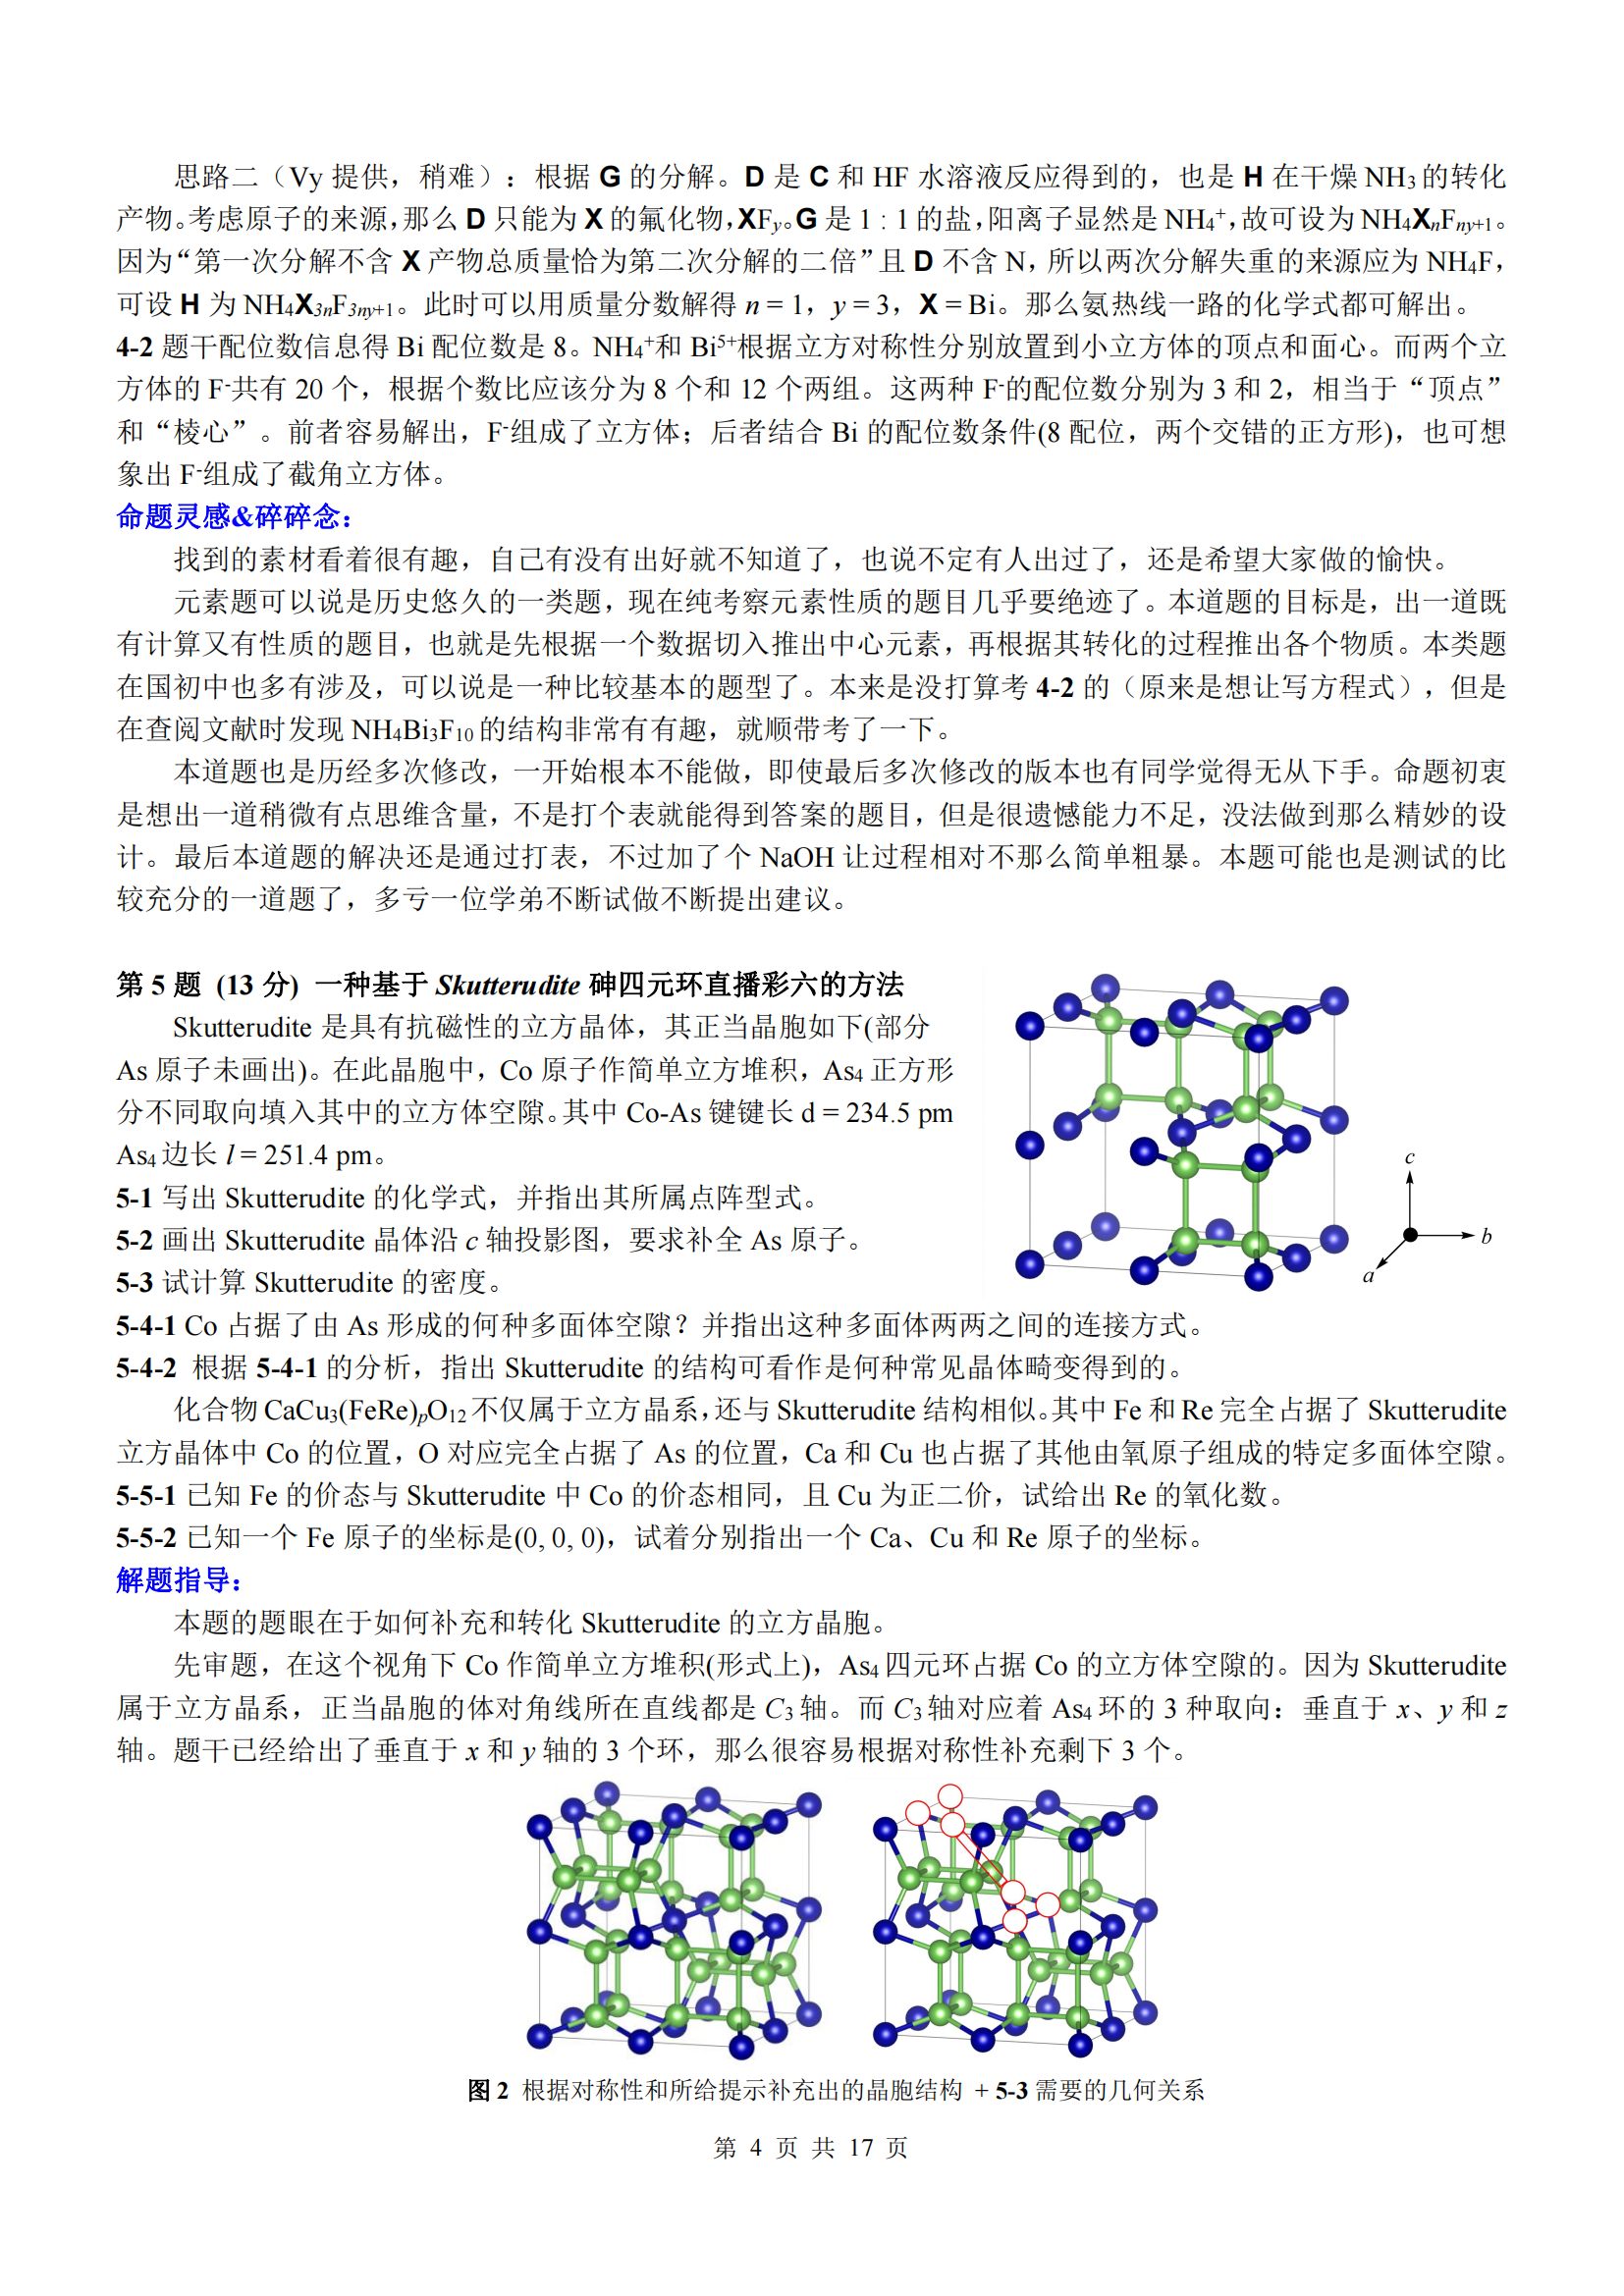 思路二（Vy 提供，稍难）：根据 G 的分解。D 是 C 和 HF 水溶液反应得到的，也是 H 在干燥 NH₃ 的转化
产物。考虑原子的来源，那么 D 只能为 X 的氟化物，XFy。G 是 1 : 1 的盐，阳离子显然是 NH₄⁺，故可设为 NH₄XnFny+1。
因为“第一次分解不含 X 产物总质量恰为第二次分解的二倍”且 D 不含 N，所以两次分解失重的来源应为 NH₄F，
可设 H 为 NH₄X3nF3ny+1。此时可以用质量分数解得 n = 1，y = 3，X = Bi。那么氨热线一路的化学式都可解出。
4-2 题干配位数信息得 Bi 配位数是 8。NH₄⁺和 Bi⁵⁺根据立方对称性分别放置到小立方体的顶点和面心。而两个立
方体的 F⁻共有 20 个，根据个数比应该分为 8 个和 12 个两组。这两种 F⁻的配位数分别为 3 和 2，相当于“顶点”
和“棱心”。前者容易解出，F⁻组成了立方体；后者结合 Bi 的配位数条件(8 配位，两个交错的正方形)，也可想
象出 F⁻组成了截角立方体。
命题灵感&碎碎念：
找到的素材看着很有趣，自己有没有出好就不知道了，也说不定有人出过了，还是希望大家做的愉快。
元素题可以说是历史悠久的一类题，现在纯考察元素性质的题目几乎要绝迹了。本道题的目标是，出一道既
有计算又有性质的题目，也就是先根据一个数据切入推出中心元素，再根据其转化的过程推出各个物质。本类题
在国初中也多有涉及，可以说是一种比较基本的题型了。本来是没打算考 4-2 的（原来是想让写方程式），但是
在查阅文献时发现 NH₄Bi₃F₁₀ 的结构非常有有趣，就顺带考了一下。
本道题也是历经多次修改，一开始根本不能做，即使最后多次修改的版本也有同学觉得无从下手。命题初衷
是想出一道稍微有点思维含量，不是打个表就能得到答案的题目，但是很遗憾能力不足，没法做到那么精妙的设
计。最后本道题的解决还是通过打表，不过加了个 NaOH 让过程相对不那么简单粗暴。本题可能也是测试的比
较充分的一道题了，多亏一位学弟不断试做不断提出建议。
第 5 题 (13 分) 一种基于 Skutterudite 砷四元环直播彩六的方法
Skutterudite 是具有抗磁性的立方晶体，其正当晶胞如下(部分
As 原子未画出)。在此晶胞中，Co 原子作简单立方堆积，As₄ 正方形
分不同取向填入其中的立方体空隙。其中 Co-As 键键长 d = 234.5 pm
As₄ 边长 l = 251.4 pm。
5-1 写出 Skutterudite 的化学式，并指出其所属点阵型式。
5-2 画出 Skutterudite 晶体沿 c 轴投影图，要求补全 As 原子。
5-3 试计算 Skutterudite 的密度。
c
b
a
5-4-1 Co 占据了由 As 形成的何种多面体空隙？并指出这种多面体两两之间的连接方式。
5-4-2 根据 5-4-1 的分析，指出 Skutterudite 的结构可看作是何种常见晶体畸变得到的。
化合物 CaCu₃(FeRe)pO₁₂ 不仅属于立方晶系，还与 Skutterudite 结构相似。其中 Fe 和 Re 完全占据了 Skutterudite
立方晶体中 Co 的位置，O 对应完全占据了 As 的位置，Ca 和 Cu 也占据了其他由氧原子组成的特定多面体空隙。
5-5-1 已知 Fe 的价态与 Skutterudite 中 Co 的价态相同，且 Cu 为正二价，试给出 Re 的氧化数。
5-5-2 已知一个 Fe 原子的坐标是(0, 0, 0)，试着分别指出一个 Ca、Cu 和 Re 原子的坐标。
解题指导：
本题的题眼在于如何补充和转化 Skutterudite 的立方晶胞。
先审题，在这个视角下 Co 作简单立方堆积(形式上)，As₄ 四元环占据 Co 的立方体空隙的。因为 Skutterudite
属于立方晶系，正当晶胞的体对角线所在直线都是 C₃ 轴。而 C₃ 轴对应着 As₄ 环的 3 种取向：垂直于 x、y 和 z
轴。题干已经给出了垂直于 x 和 y 轴的 3 个环，那么很容易根据对称性补充剩下 3 个。
图 2 根据对称性和所给提示补充出的晶胞结构 + 5-3 需要的几何关系
第 4 页 共 17 页